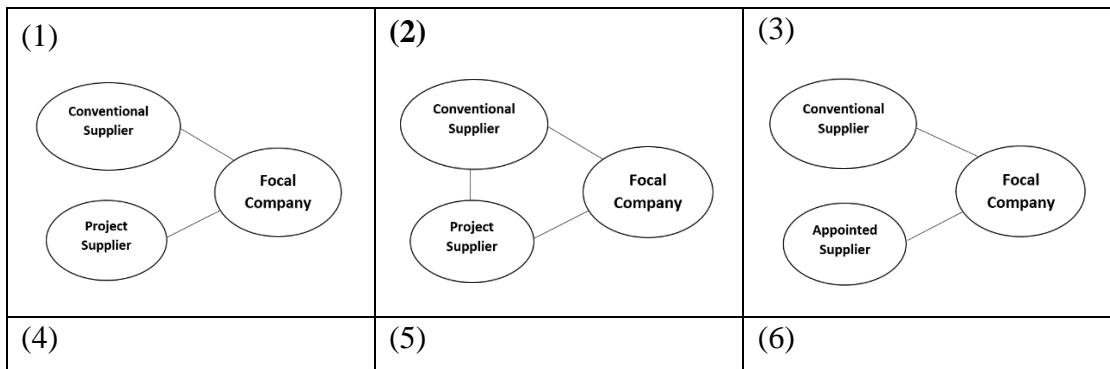 (1)
Conventional
Supplier
Focal
Company
Project
Supplier
(2)
Conventional
Supplier
Focal
Company
Project
Supplier
(3)
Conventional
Supplier
Focal
Company
Appointed
Supplier
(4)
(5)
(6)